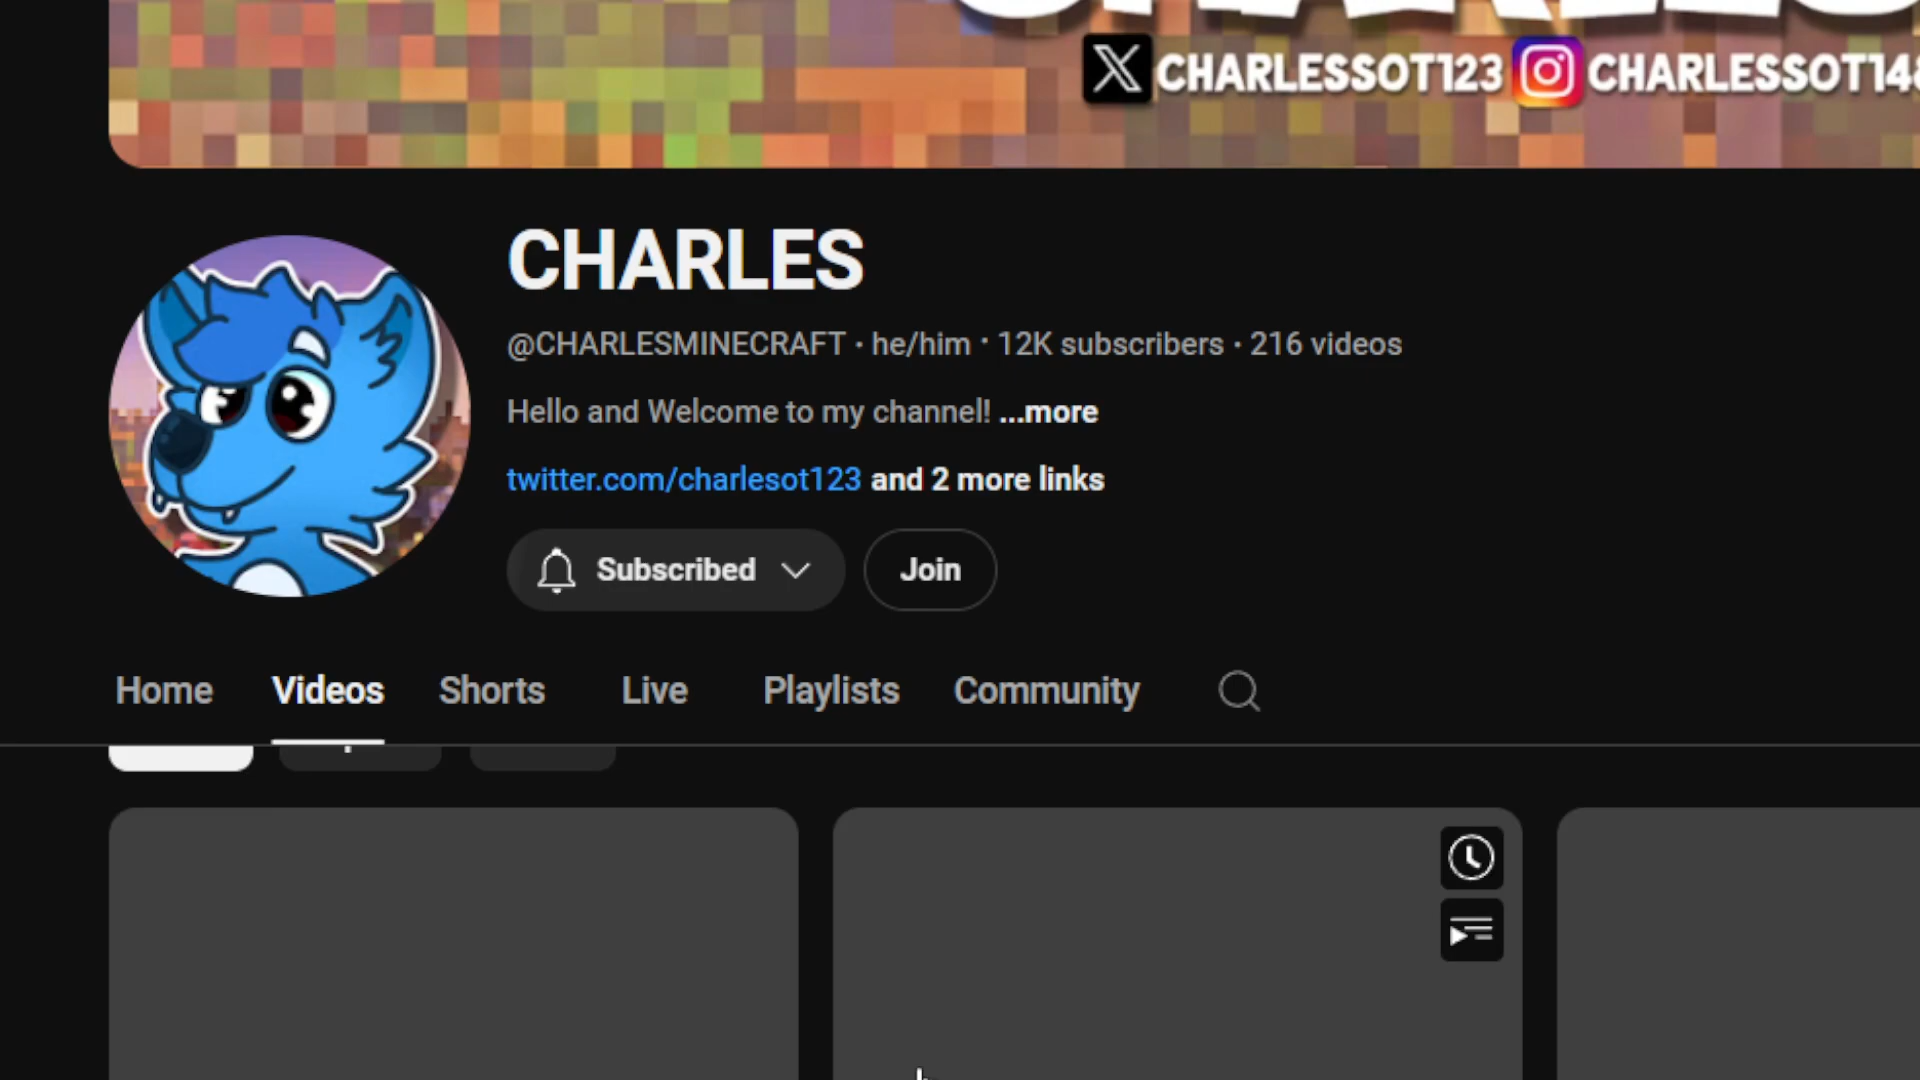 CHARLESSOT123 CHARLESSOT148
CHARLES
@CHARLESMINECRAFT · he/him · 12K subscribers · 216 videos
Hello and Welcome to my channel! ...more
twitter.com/charlesot123 and 2 more links
Subscribed Join
Home Videos Shorts Live Playlists Community